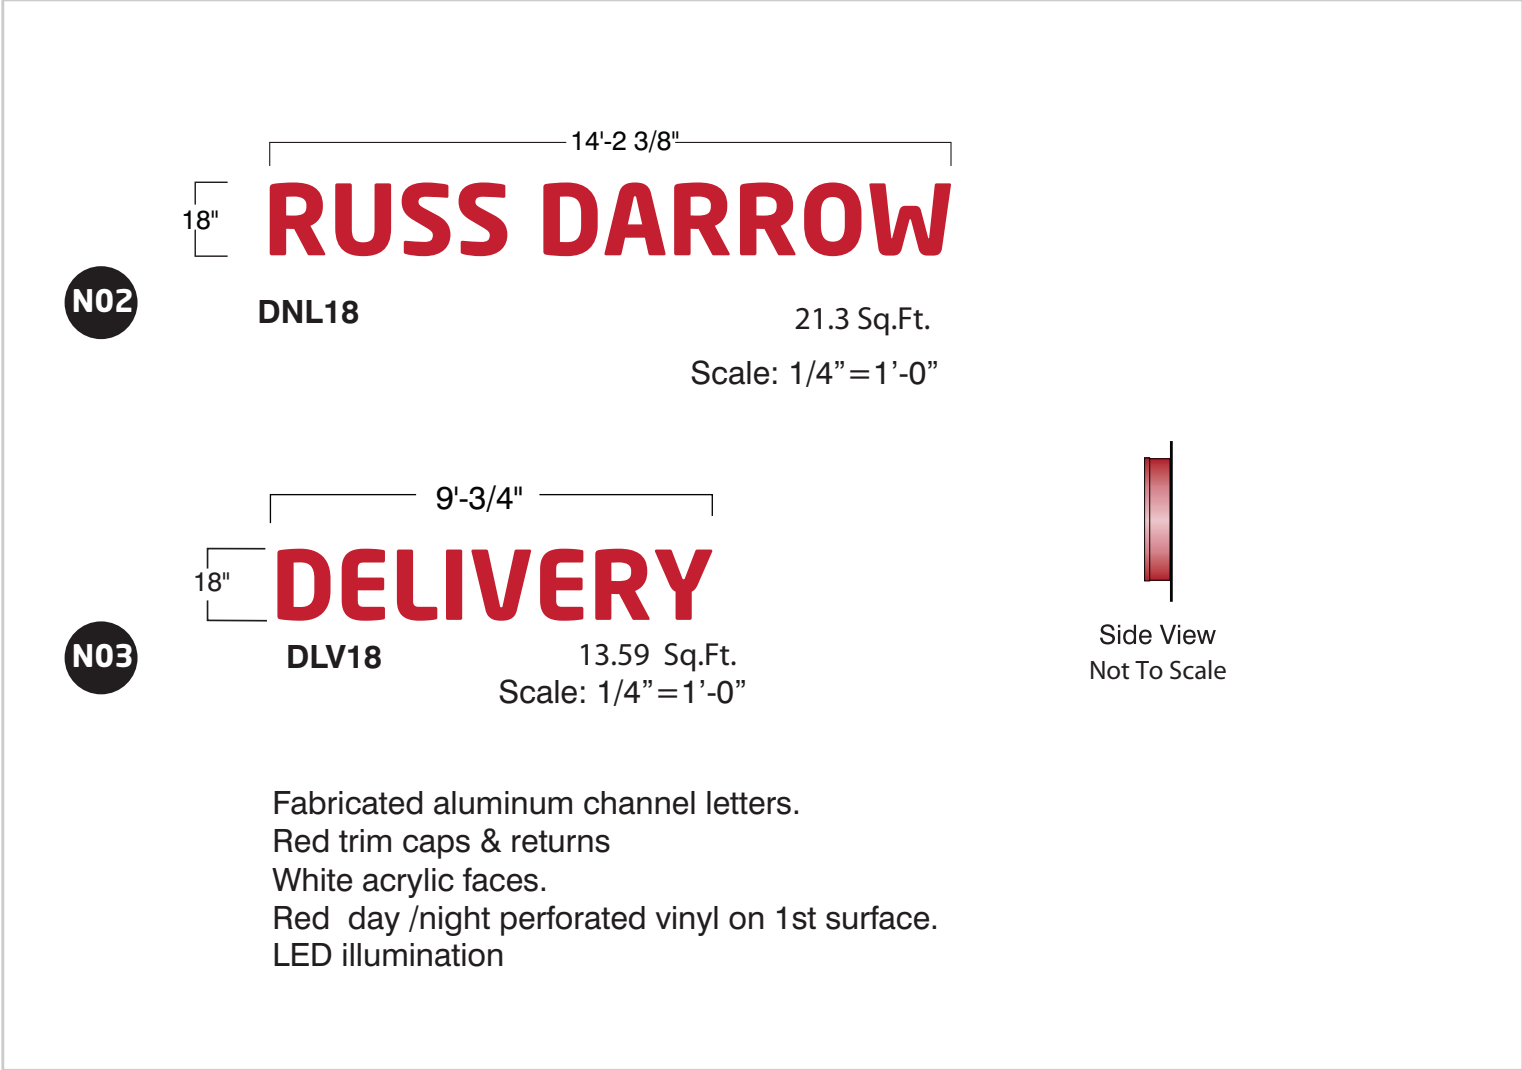 14'-2 3/8"
18"
RUSS DARROW
N02
DNL18
21.3 Sq.Ft.
Scale: 1/4”=1’-0”
9'-3/4"
18"
DELIVERY
N03
DLV18
13.59 Sq.Ft.
Scale: 1/4”=1’-0”
Side View
Not To Scale
Fabricated aluminum channel letters.
Red trim caps & returns
White acrylic faces.
Red day /night perforated vinyl on 1st surface.
LED illumination